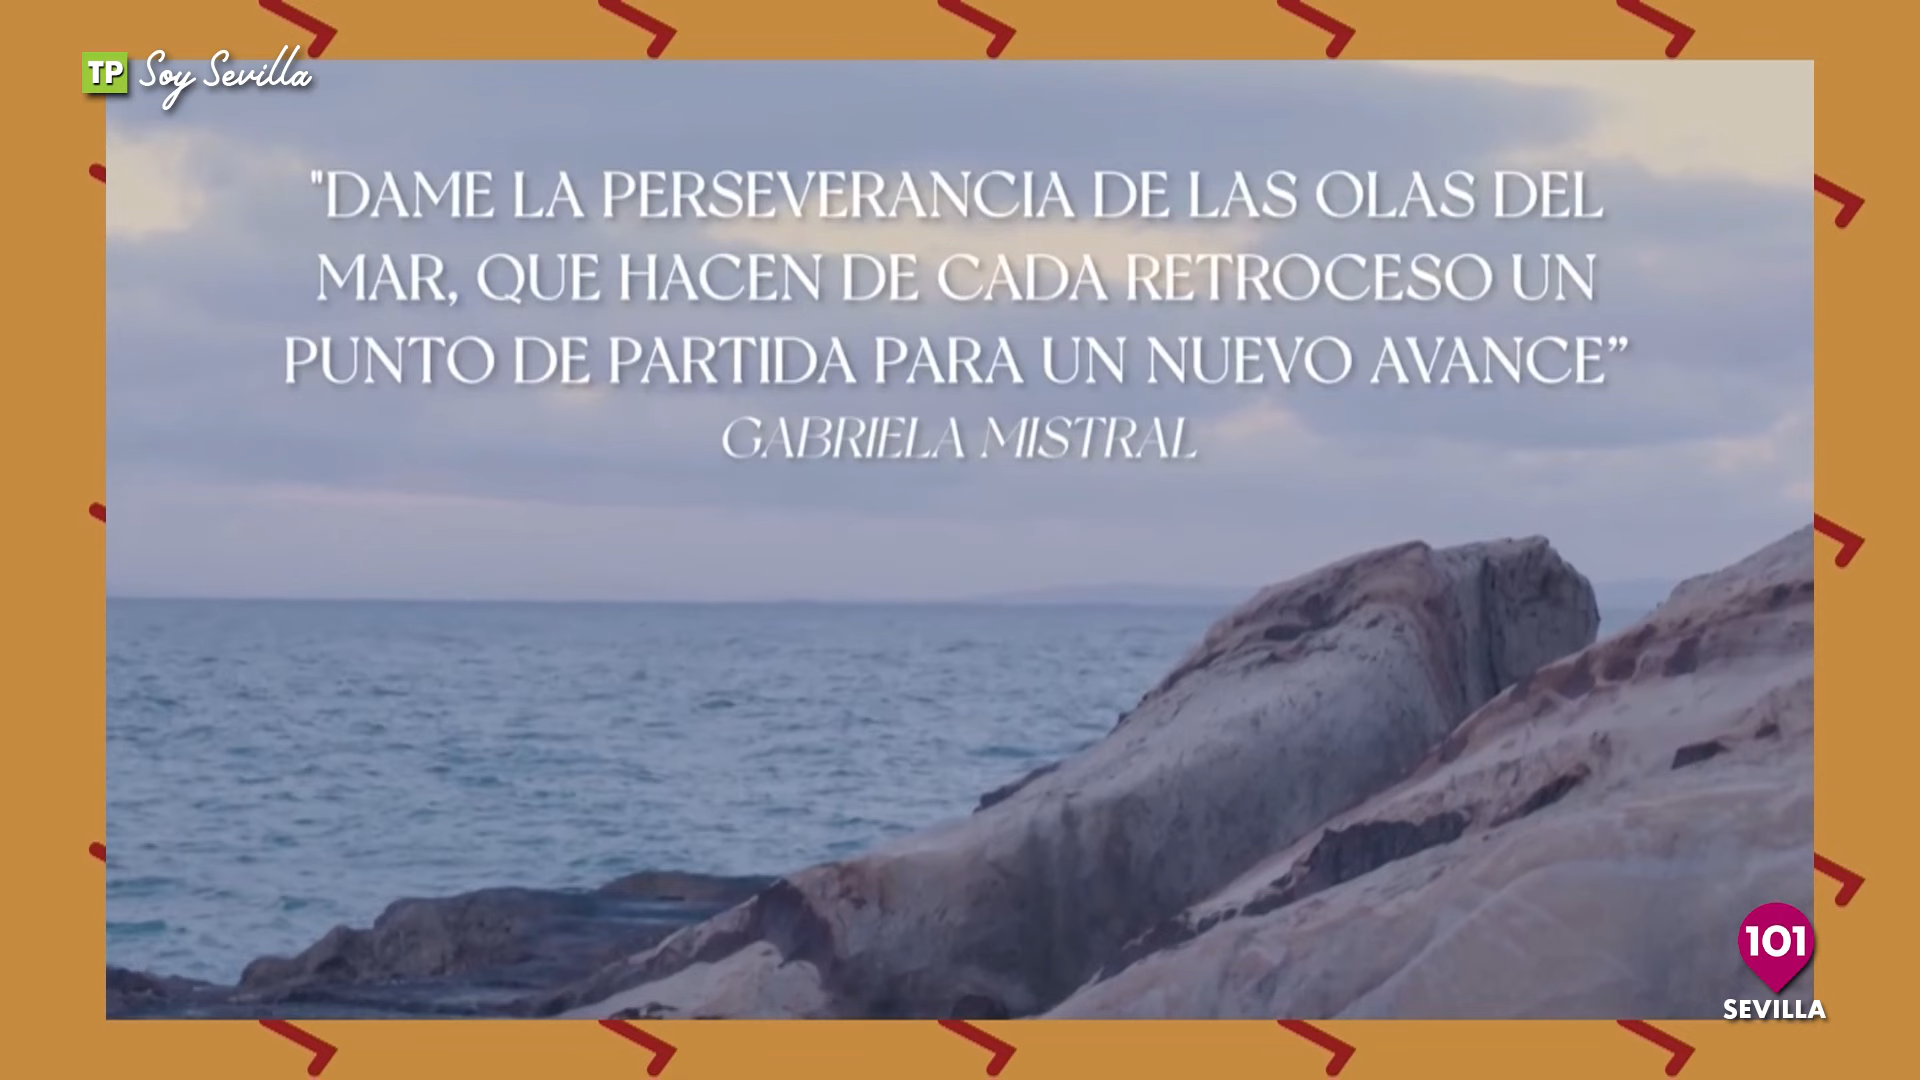 TP Soy Sevilla
"DAME LA PERSEVERANCIA DE LAS OLAS DEL
MAR, QUE HACEN DE CADA RETROCESO UN
PUNTO DE PARTIDA PARA UN NUEVO AVANCE”
GABRIELA MISTRAL
101
SEVILLA